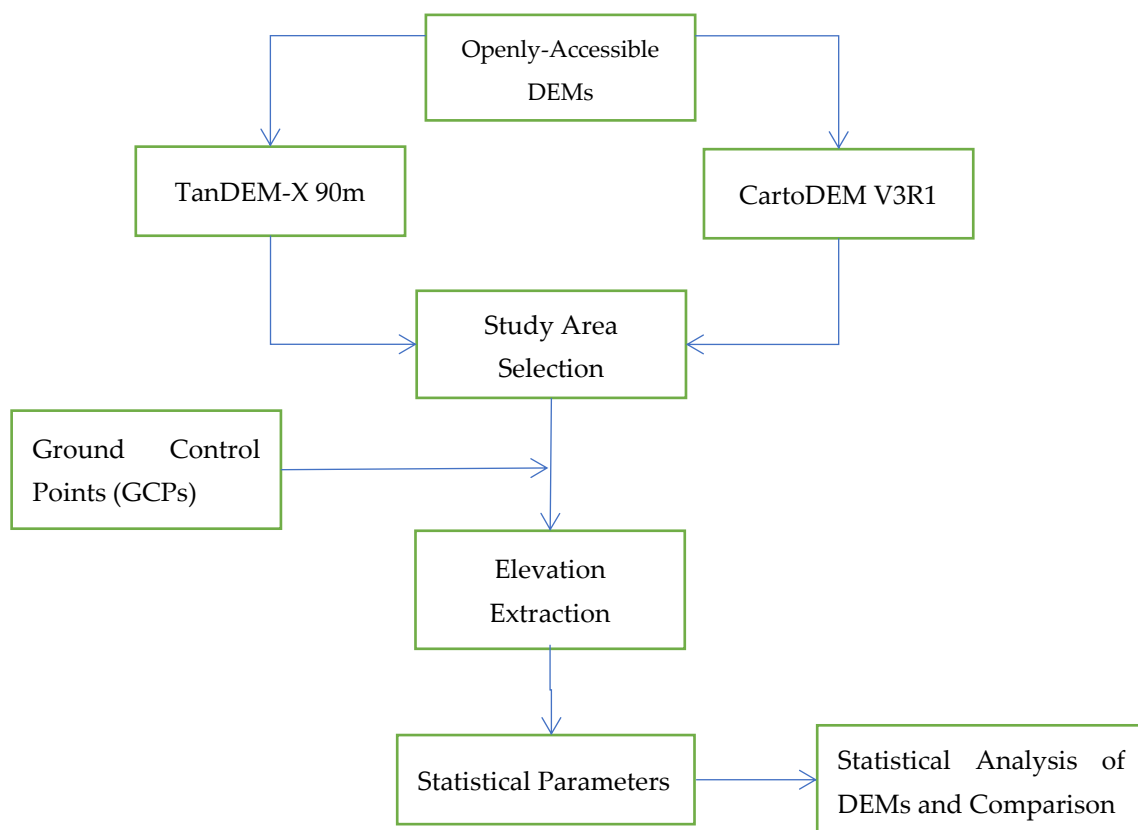 Openly-Accessible
DEMs
TanDEM-X 90m
CartoDEM V3R1
Study Area
Selection
Ground Control
Points (GCPs)
Elevation
Extraction
Statistical Parameters
Statistical Analysis of
DEMs and Comparison